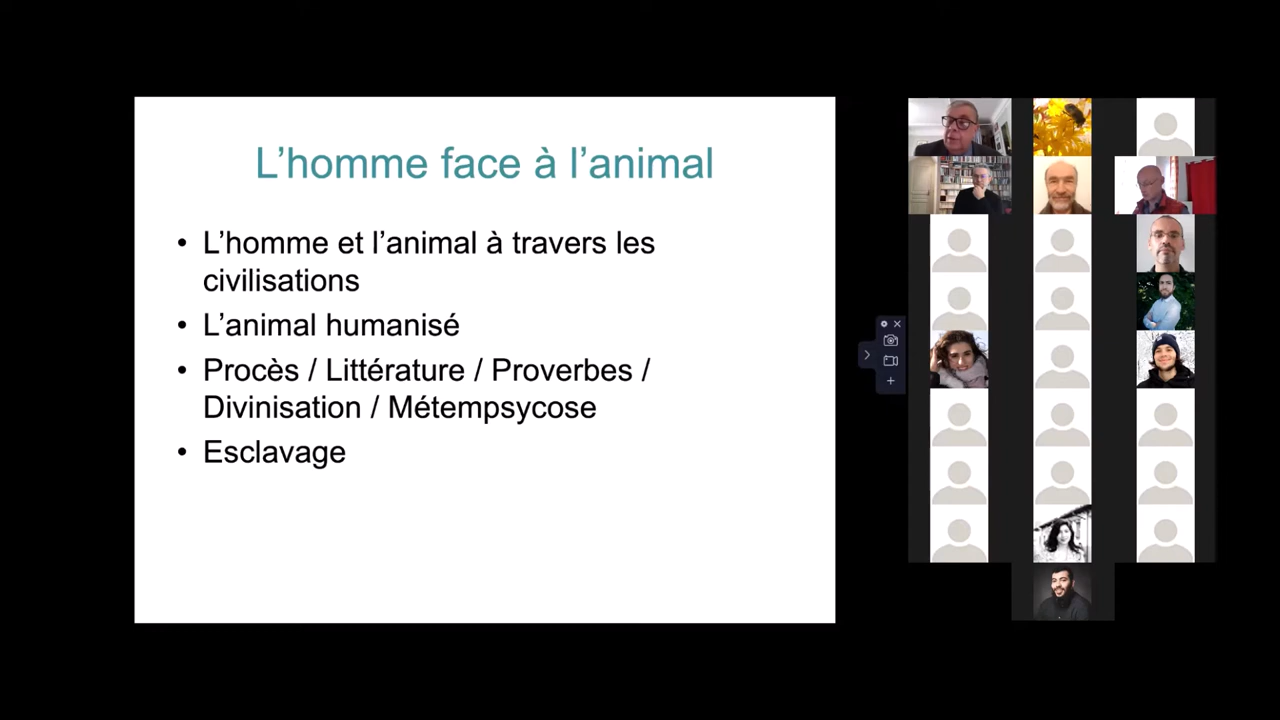 L’homme face à l’animal
• L’homme et l’animal à travers les
civilisations
• L’animal humanisé
• Procès / Littérature / Proverbes /
Divinisation / Métempsycose
• Esclavage